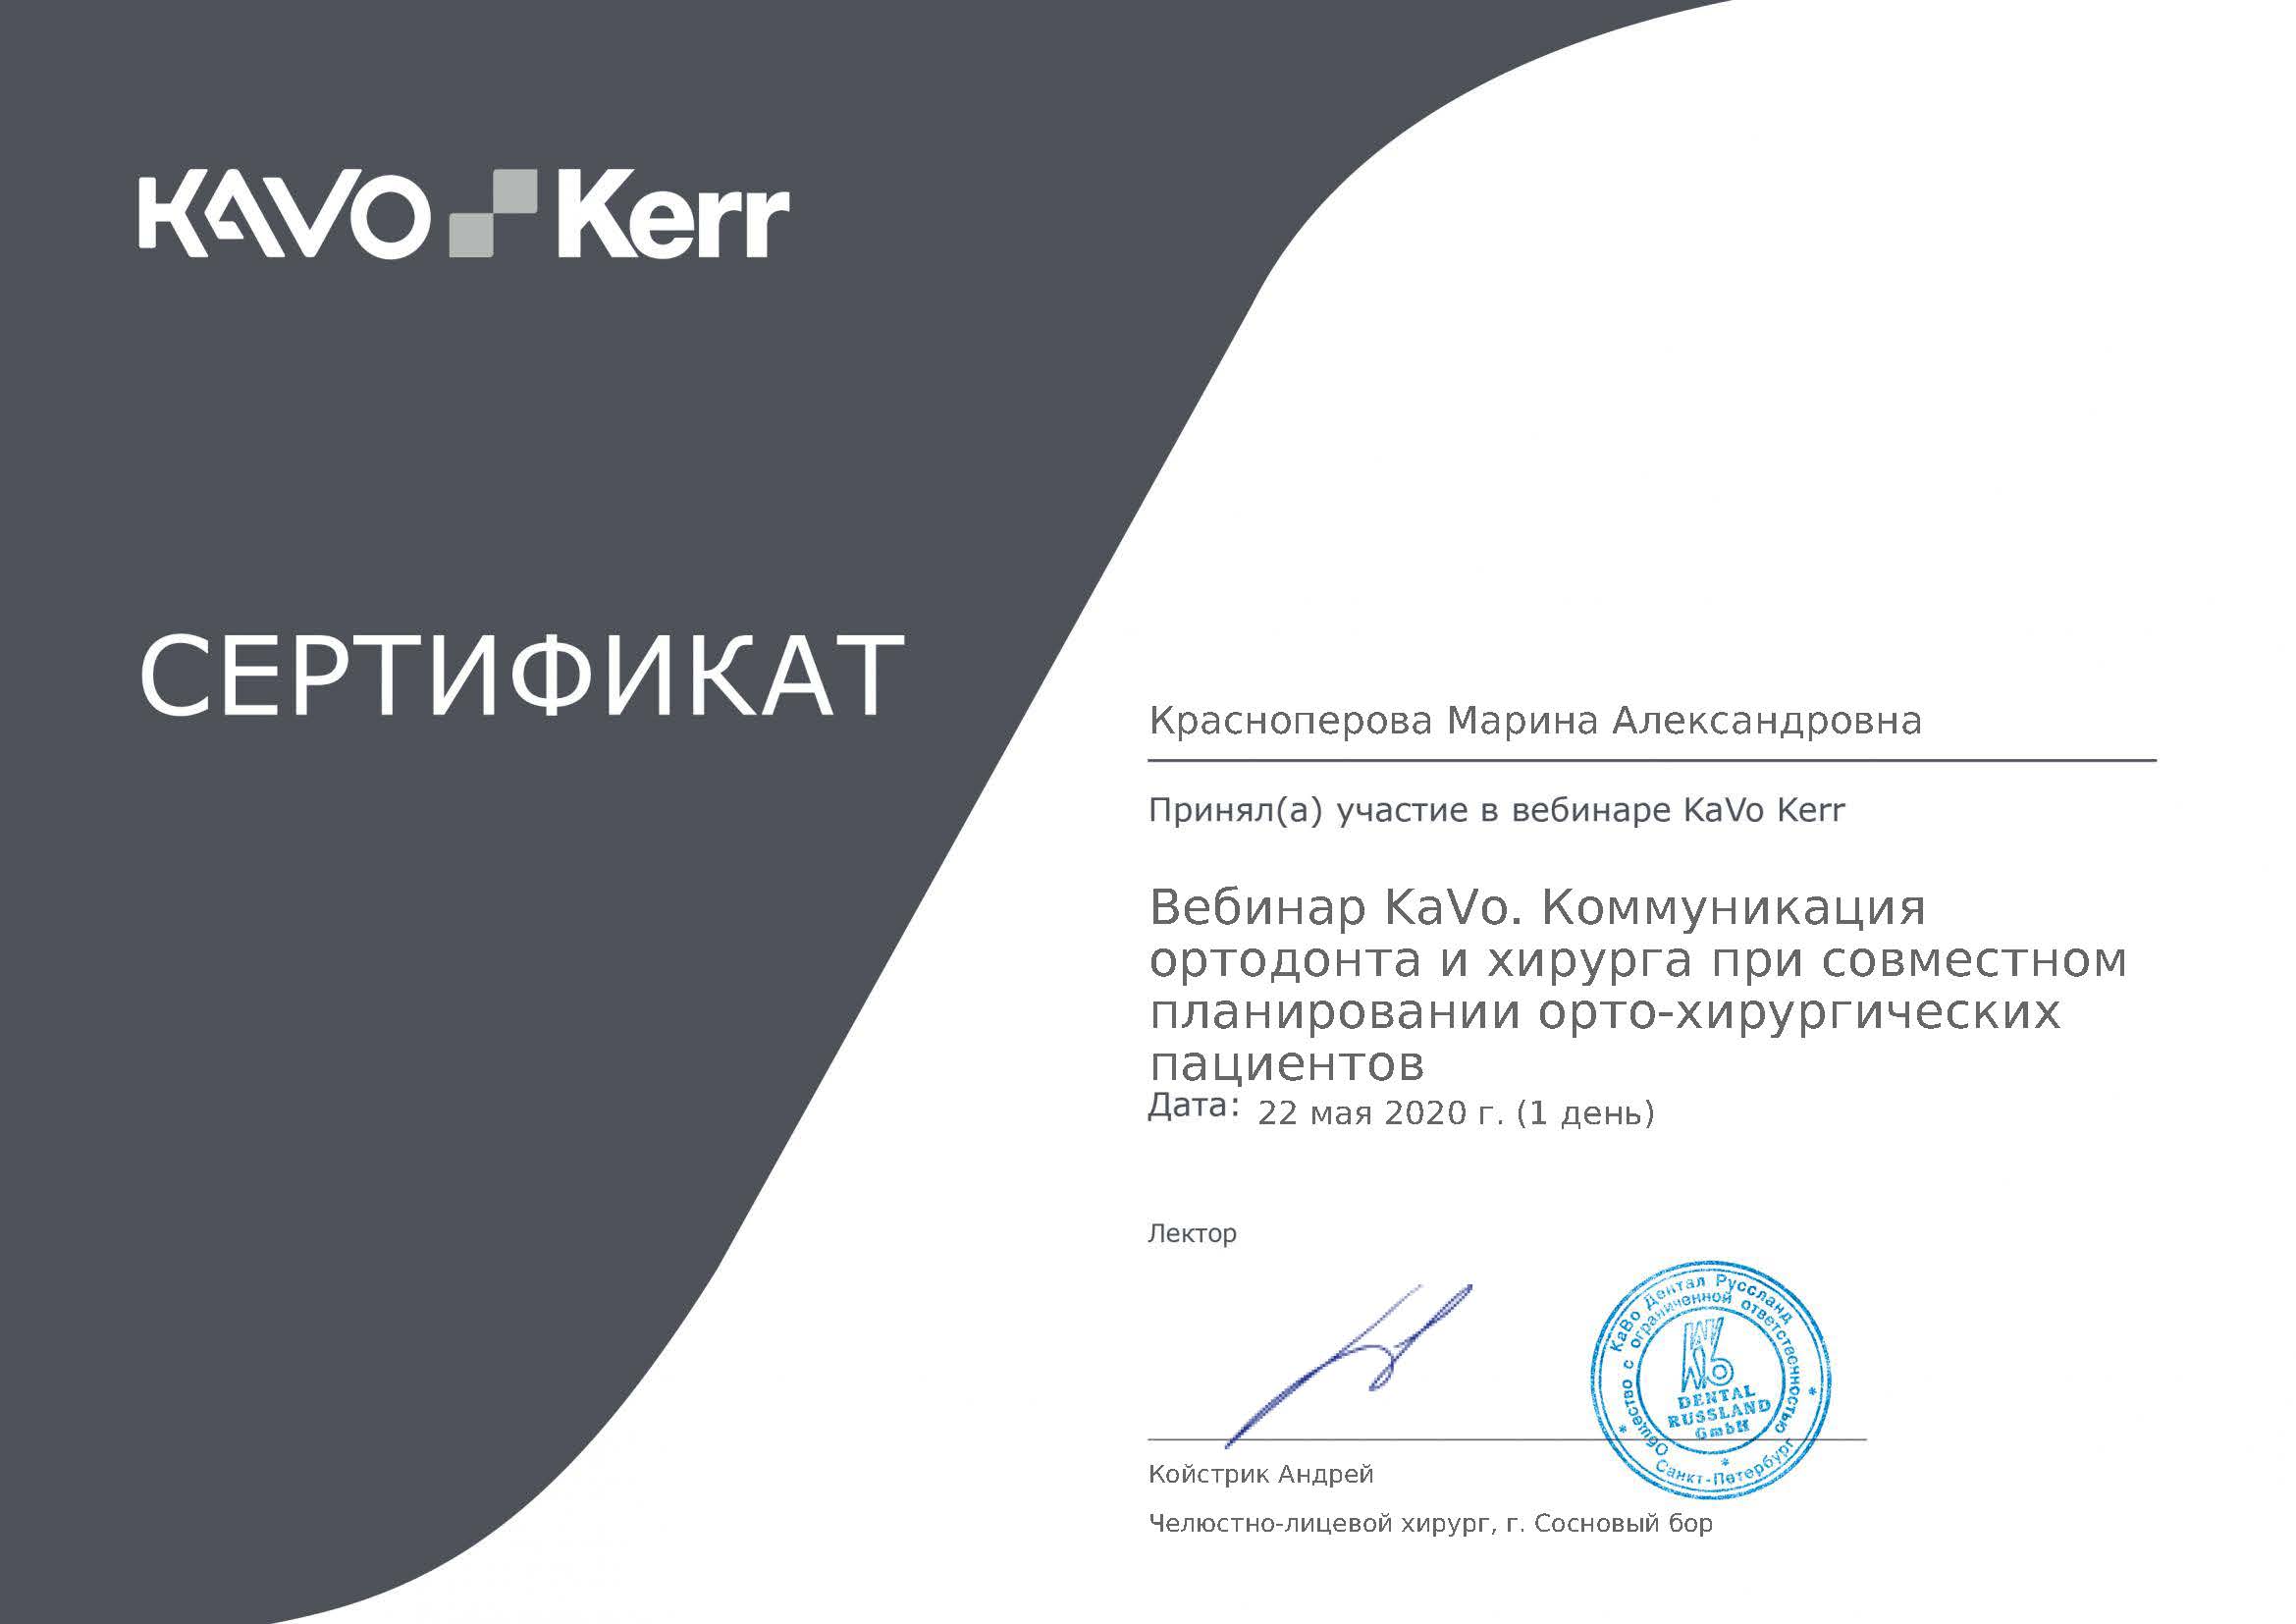 KAVO Kerr
СЕРТИФИКАТ
Красноперова Марина Александровна
Принял(а) участие в вебинаре KaVo Kerr
Вебинар KaVo. Коммуникация
ортодонта и хирурга при совместном
планировании орто-хирургических
пациентов
Дата: 22 мая 2020 г. (1 день)
Лектор
КаВо Дентал Руссланд
Общество с ограниченной ответственностью
DENTAL
RUSSLAND
GmbH
Санкт-Петербург
Койстрик Андрей
Челюстно-лицевой хирург, г. Сосновый бор